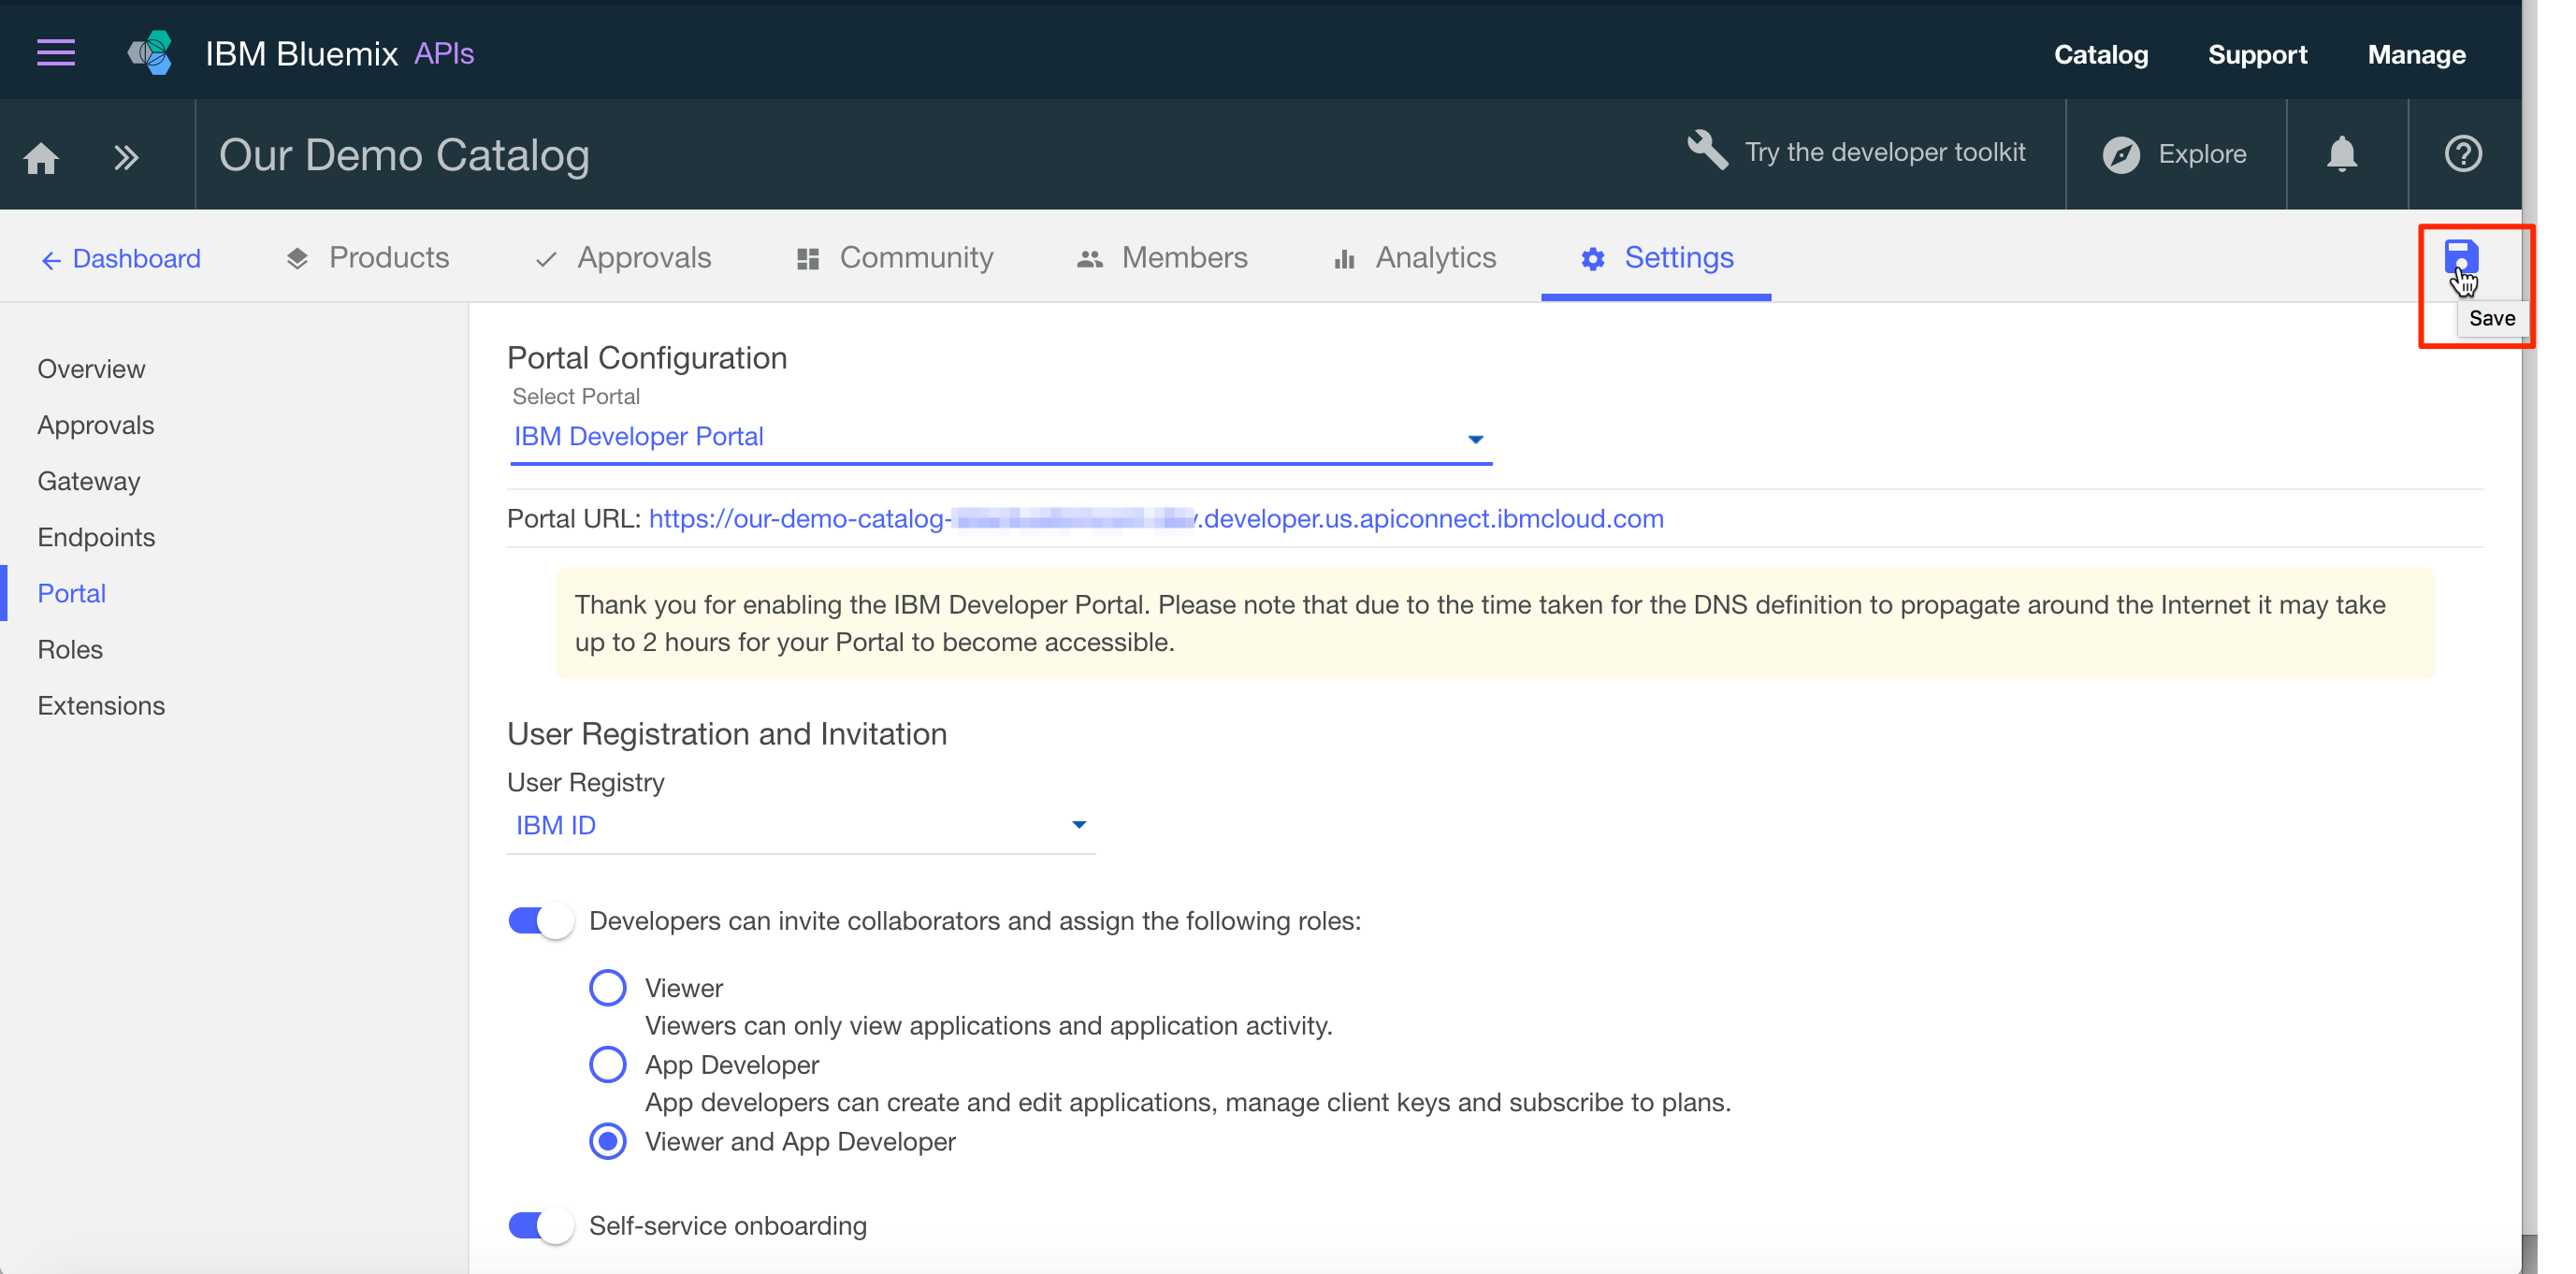 IBM Bluemix APIs
Catalog Support Manage
Our Demo Catalog
Try the developer toolkit
Explore
Dashboard Products Approvals Community Members Analytics Settings
Save
Overview
Approvals
Gateway
Endpoints
Portal
Roles
Extensions
Portal Configuration
Select Portal
IBM Developer Portal
Portal URL: https://our-demo-catalog- .developer.us.apiconnect.ibmcloud.com
Thank you for enabling the IBM Developer Portal. Please note that due to the time taken for the DNS definition to propagate around the Internet it may take
up to 2 hours for your Portal to become accessible.
User Registration and Invitation
User Registry
IBM ID
Developers can invite collaborators and assign the following roles:
Viewer
Viewers can only view applications and application activity.
App Developer
App developers can create and edit applications, manage client keys and subscribe to plans.
Viewer and App Developer
Self-service onboarding